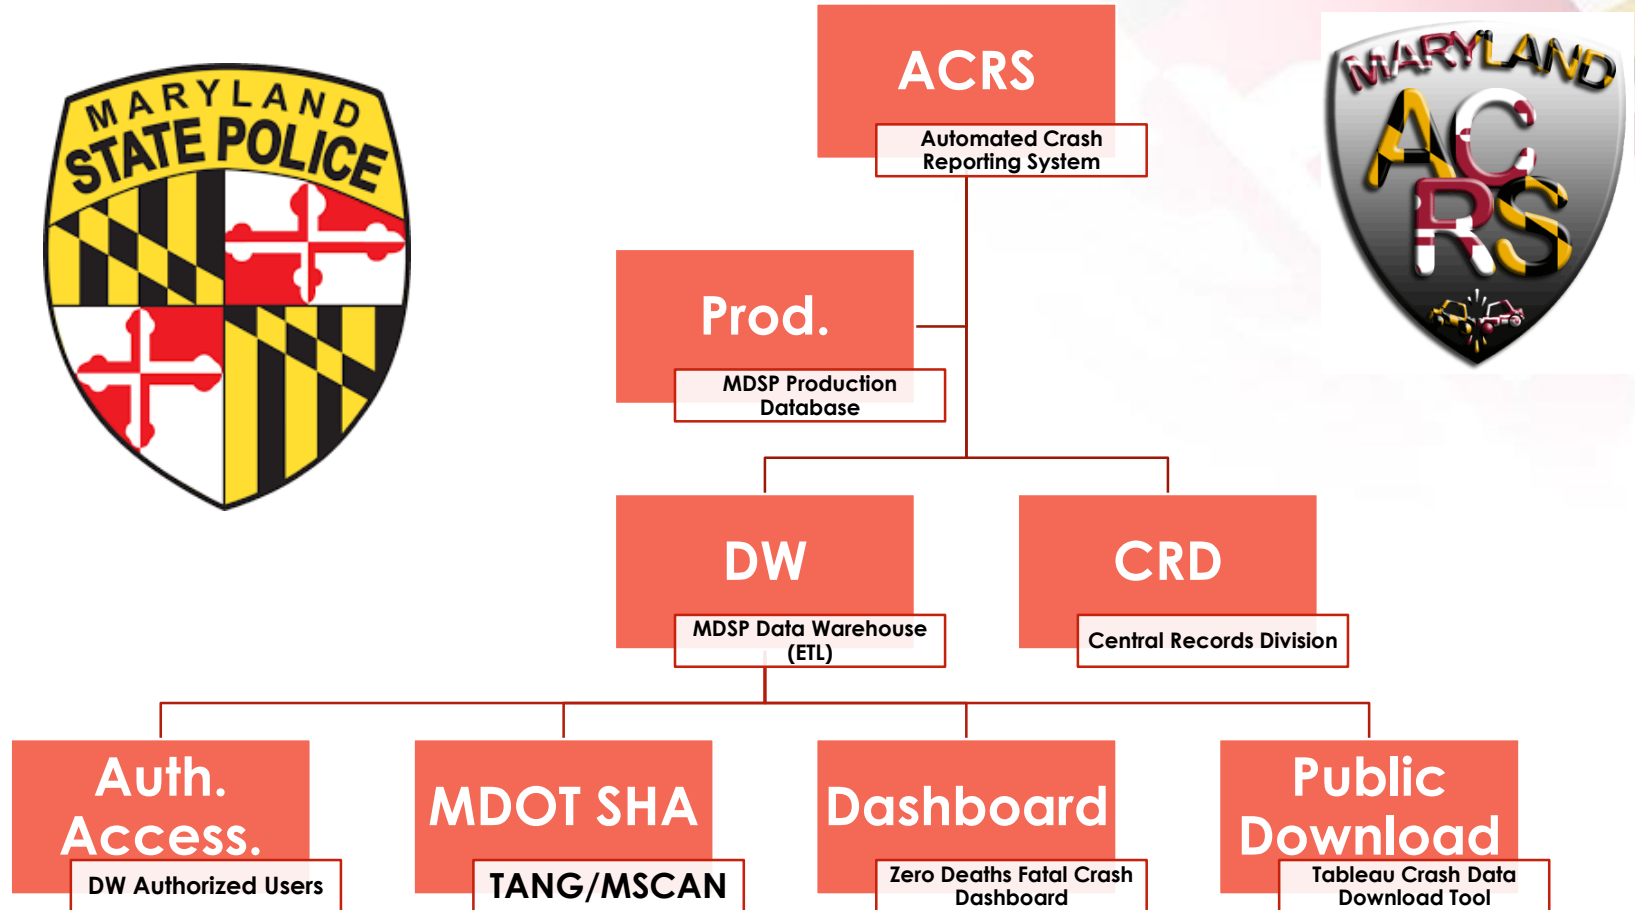 MARYLAND
STATE POLICE
ACRS
Automated Crash
Reporting System
MARYLAND
AC
RS
Prod.
MDSP Production
Database
DW
MDSP Data Warehouse
(ETL)
CRD
Central Records Division
Auth.
Access.
DW Authorized Users
MDOT SHA
TANG/MSCAN
Dashboard
Zero Deaths Fatal Crash
Dashboard
Public
Download
Tableau Crash Data
Download Tool